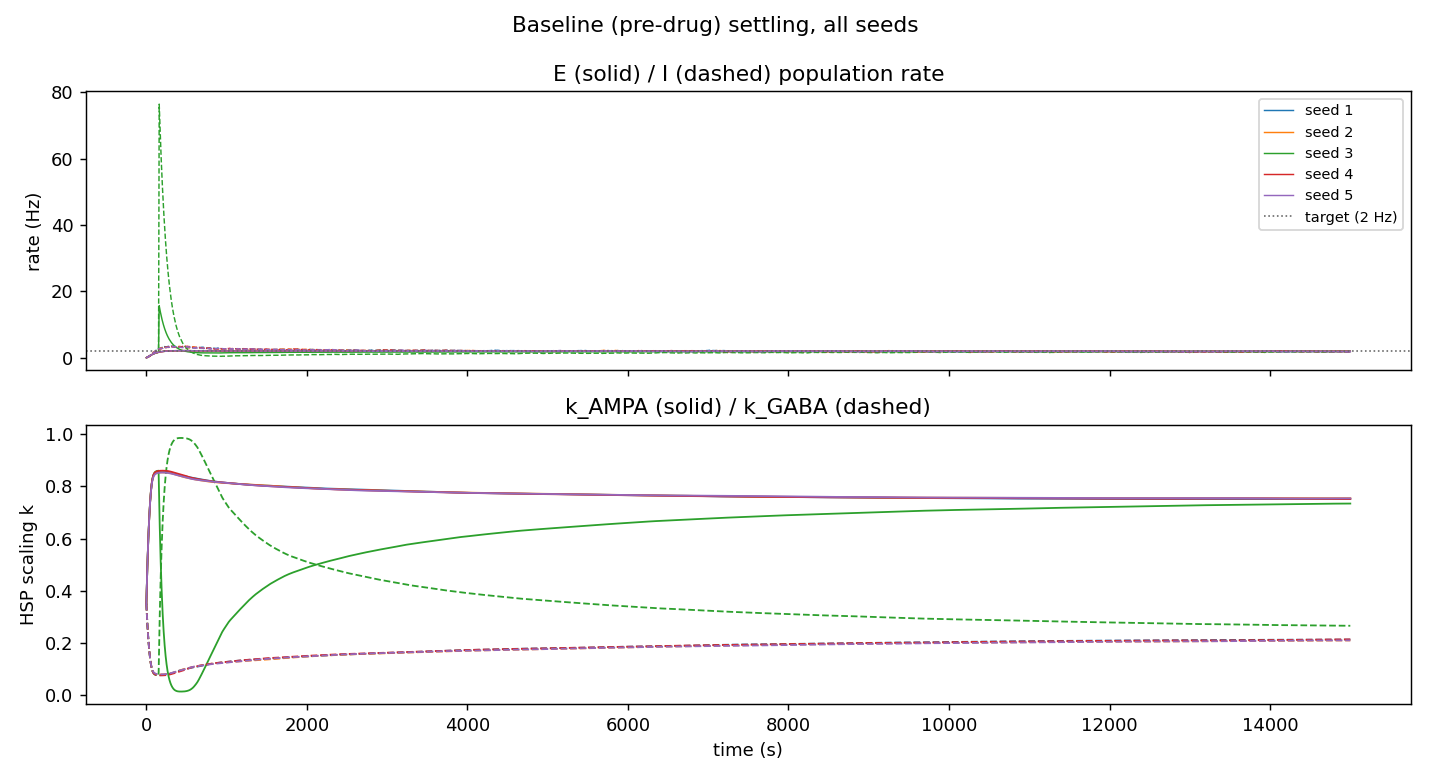 Baseline (pre-drug) settling, all seeds
E (solid) / I (dashed) population rate
80
60
40
20
0
rate (Hz)
seed 1
seed 2
seed 3
seed 4
seed 5
target (2 Hz)
k_AMPA (solid) / k_GABA (dashed)
1.0
0.8
0.6
0.4
0.2
0.0
HSP scaling k
0 2000 4000 6000 8000 10000 12000 14000
time (s)